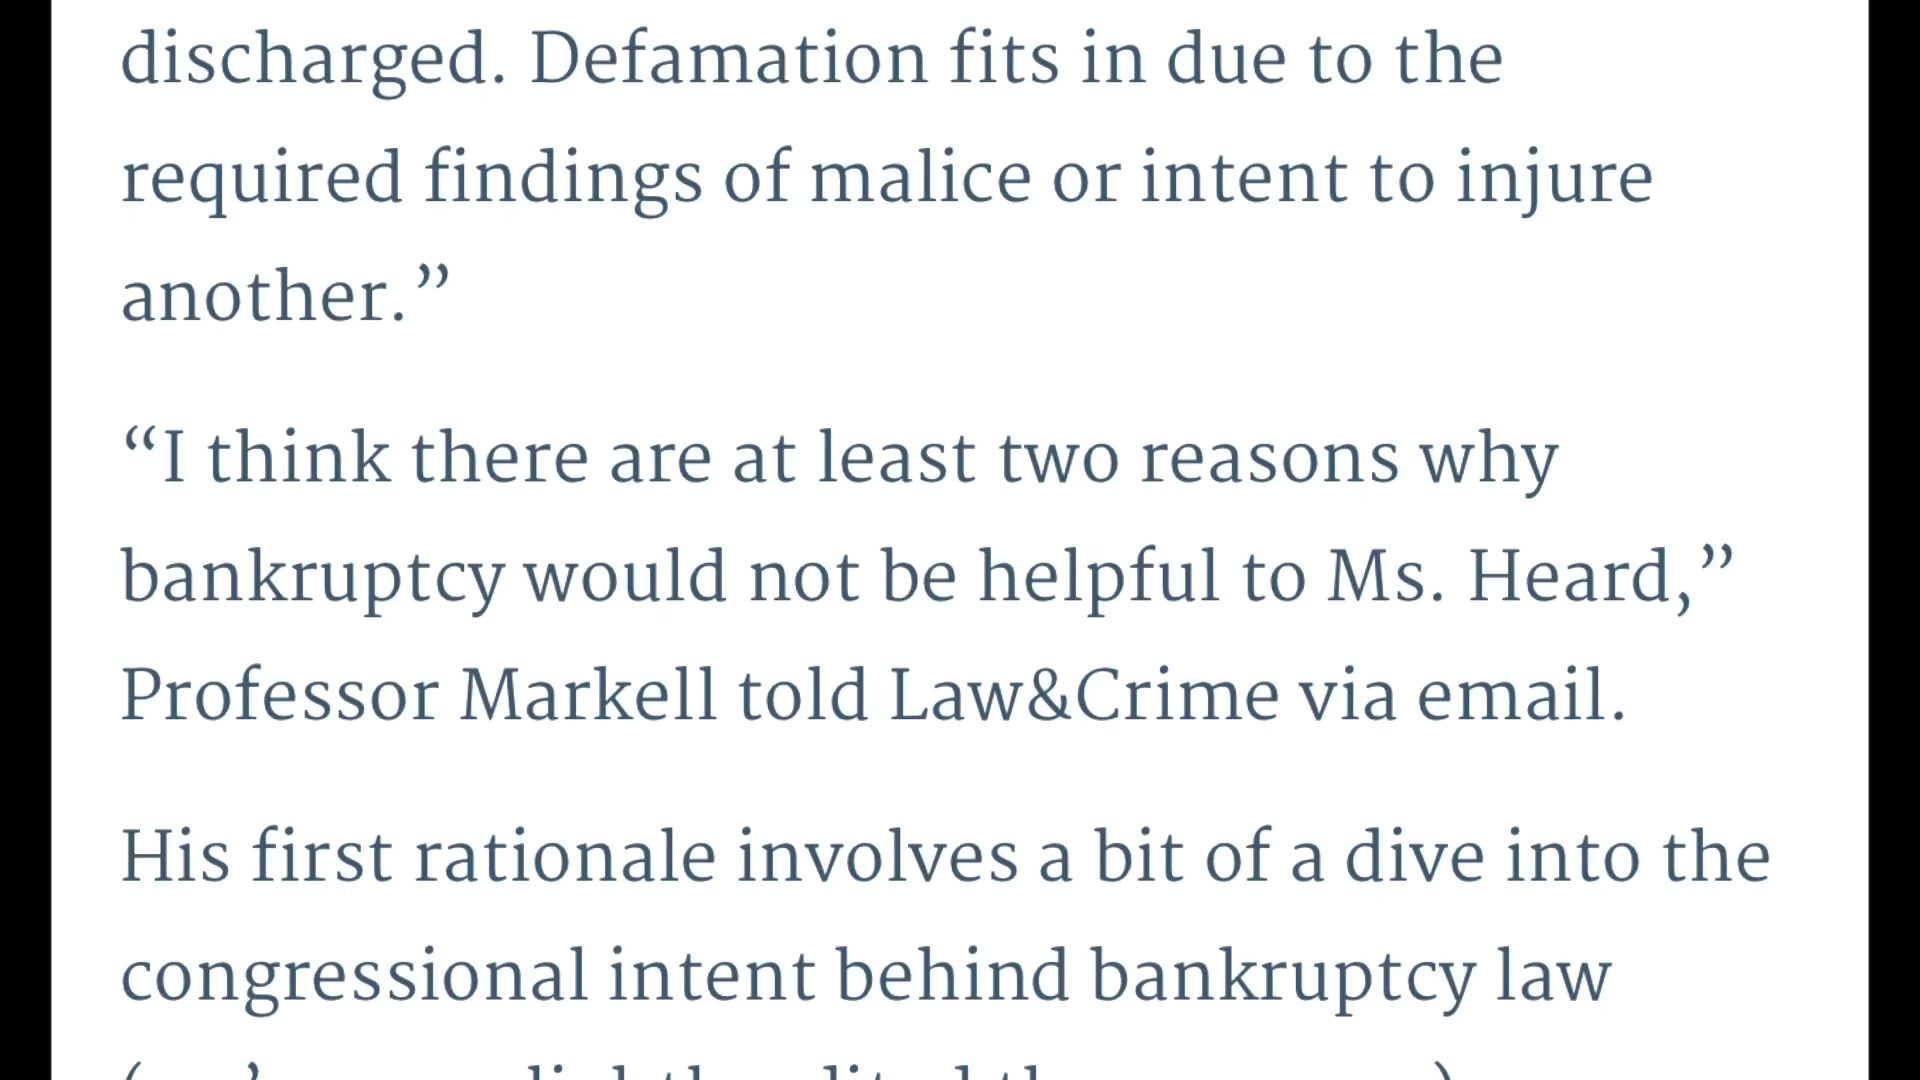 discharged. Defamation fits in due to the
required findings of malice or intent to injure
another.”
“I think there are at least two reasons why
bankruptcy would not be helpful to Ms. Heard,”
Professor Markell told Law&Crime via email.
His first rationale involves a bit of a dive into the
congressional intent behind bankruptcy law